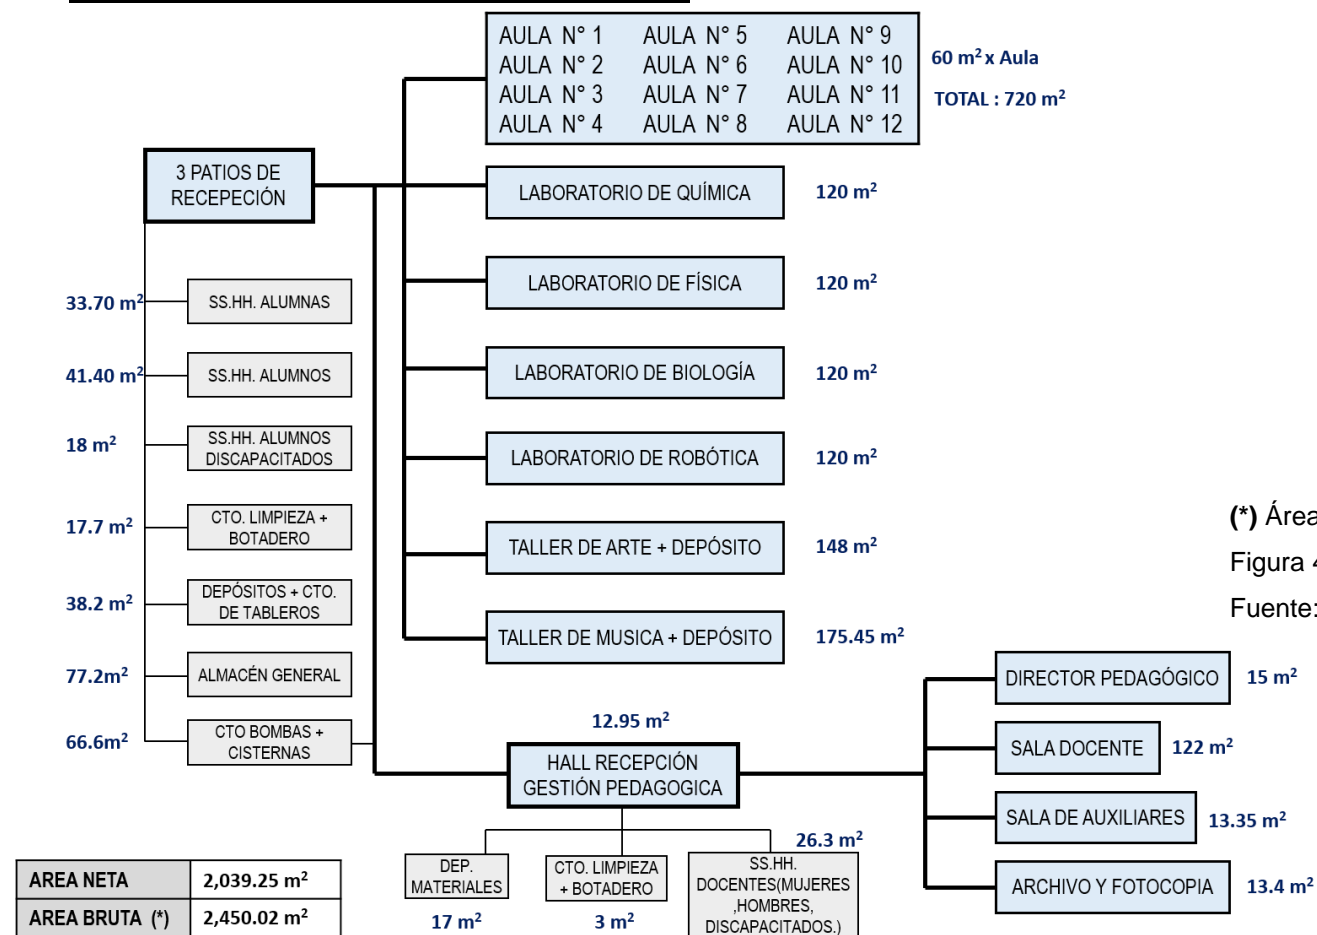 AULA N° 1 AULA N° 5 AULA N° 9
AULA N° 2 AULA N° 6 AULA N° 10
AULA N° 3 AULA N° 7 AULA N° 11
AULA N° 4 AULA N° 8 AULA N° 12
60 m² x Aula
TOTAL : 720 m²
3 PATIOS DE
RECEPECIÓN
LABORATORIO DE QUÍMICA
120 m²
LABORATORIO DE FÍSICA
120 m²
LABORATORIO DE BIOLOGÍA
120 m²
LABORATORIO DE ROBÓTICA
120 m²
TALLER DE ARTE + DEPÓSITO
148 m²
TALLER DE MUSICA + DEPÓSITO
175.45 m²
33.70 m²
SS.HH. ALUMNAS
41.40 m²
SS.HH. ALUMNOS
18 m²
SS.HH. ALUMNOS
DISCAPACITADOS
17.7 m²
CTO. LIMPIEZA +
BOTADERO
38.2 m²
DEPÓSITOS + CTO.
DE TABLEROS
77.2m²
ALMACÉN GENERAL
66.6m²
CTO BOMBAS +
CISTERNAS
(*) Área
Figura 4
Fuente:
12.95 m²
HALL RECEPCIÓN
GESTIÓN PEDAGOGICA
DIRECTOR PEDAGÓGICO
15 m²
SALA DOCENTE
122 m²
SALA DE AUXILIARES
13.35 m²
ARCHIVO Y FOTOCOPIA
13.4 m²
DEP.
MATERIALES
17 m²
CTO. LIMPIEZA
+ BOTADERO
3 m²
26.3 m²
SS.HH.
DOCENTES(MUJERES
,HOMBRES,
DISCAPACITADOS.)
AREA NETA 2,039.25 m²
AREA BRUTA (*) 2,450.02 m²